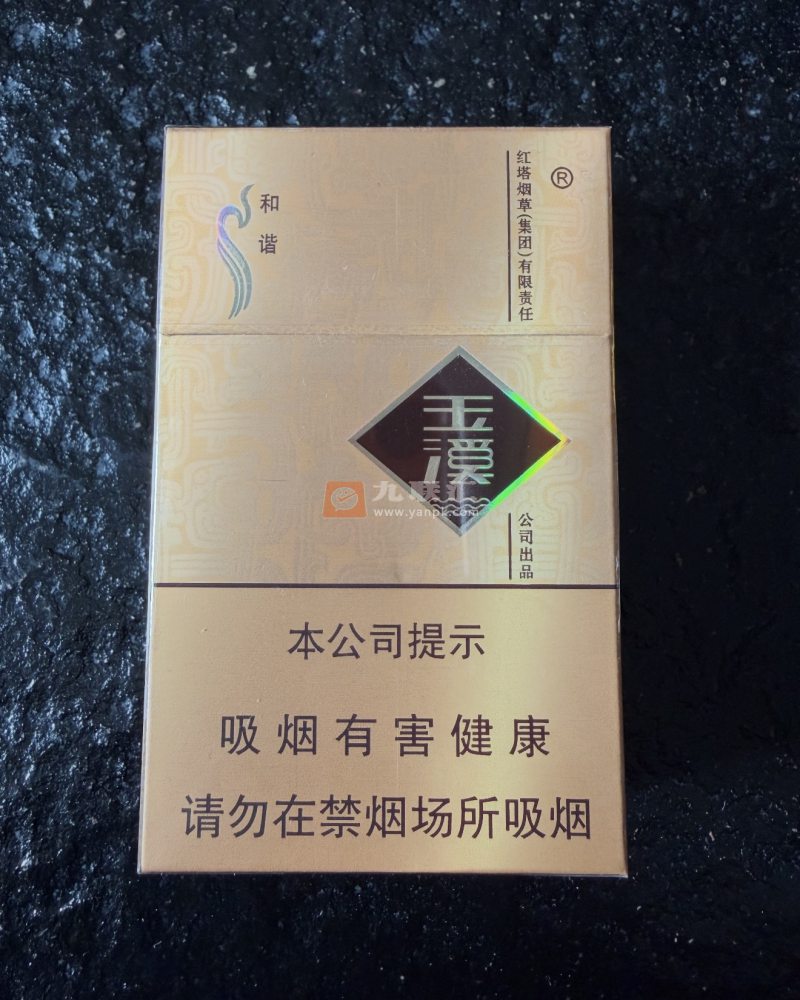 和谐
红塔烟草(集团)有限责任
®
玉溪
九联汇
www.yanpk.com
公司出品
本公司提示
吸烟有害健康
请勿在禁烟场所吸烟